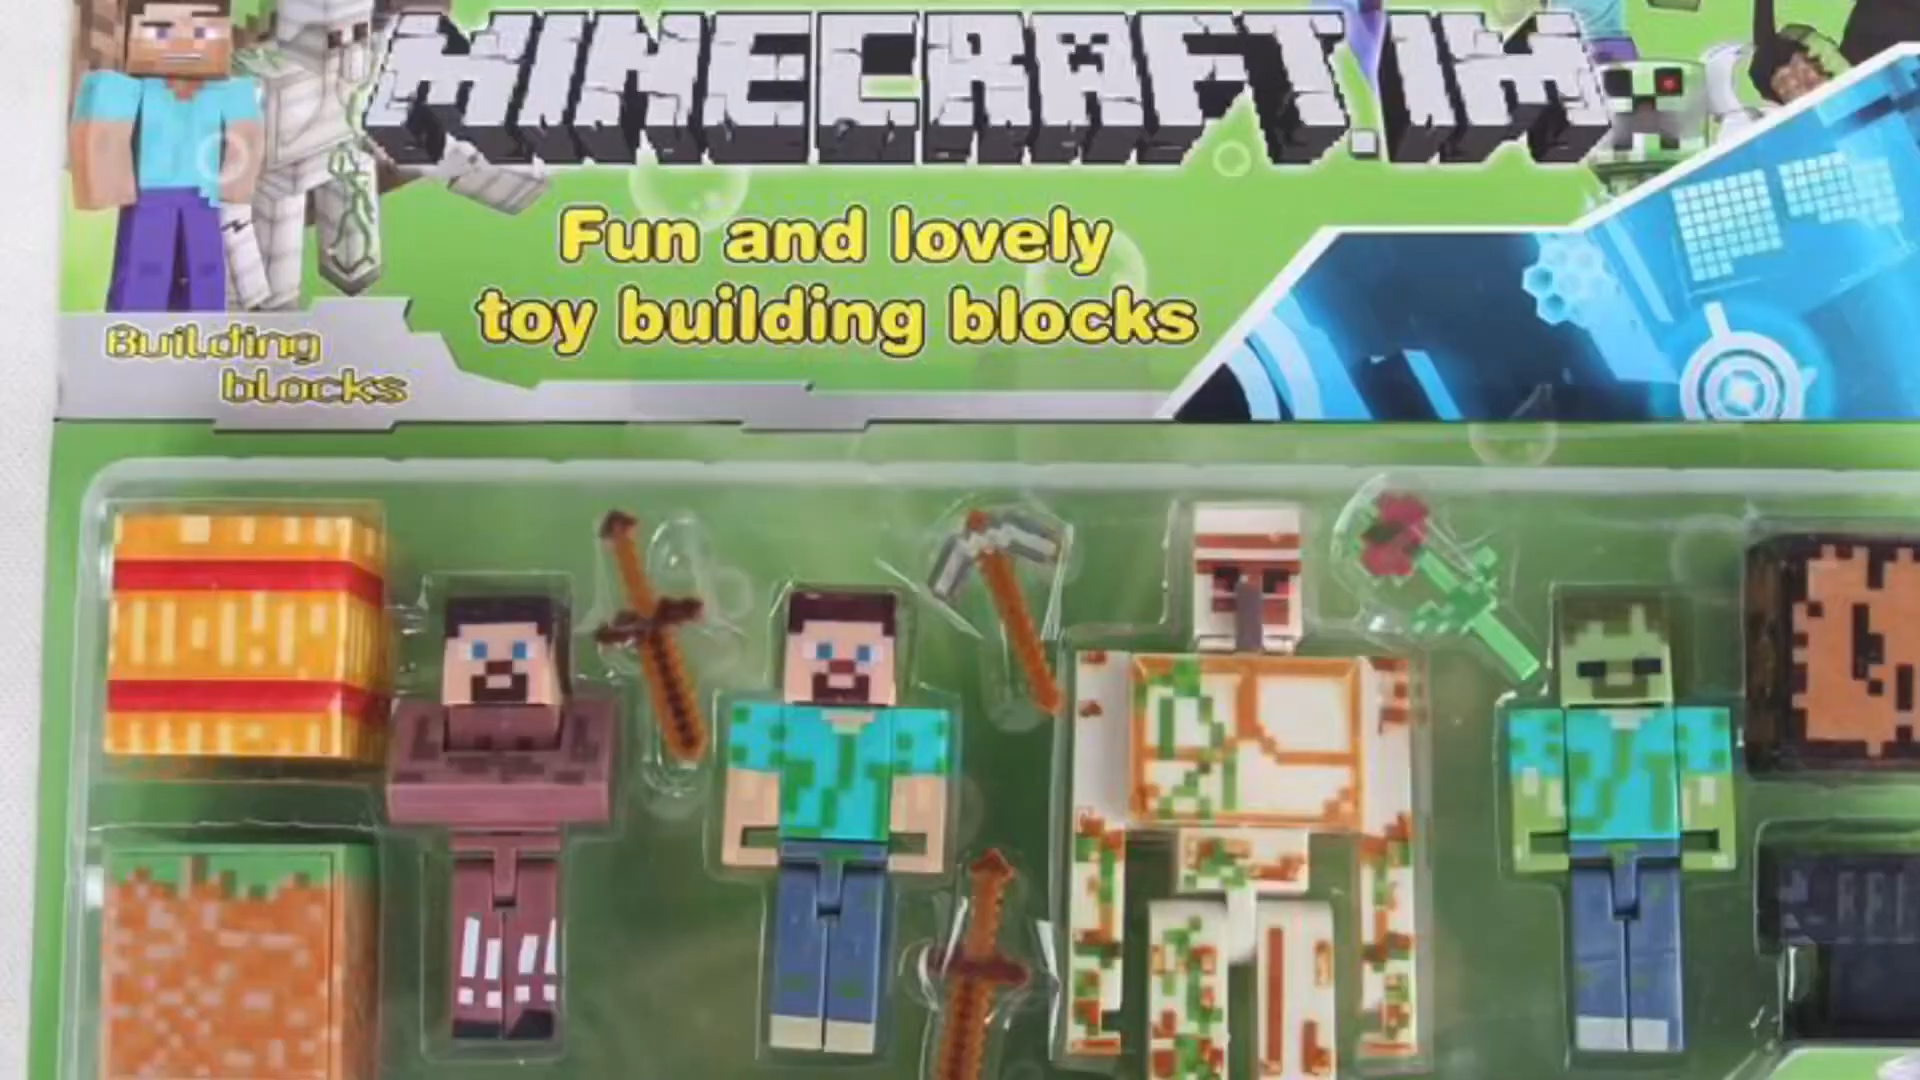 MINECRAFT.IM
Fun and lovely
toy building blocks
Building
blocks